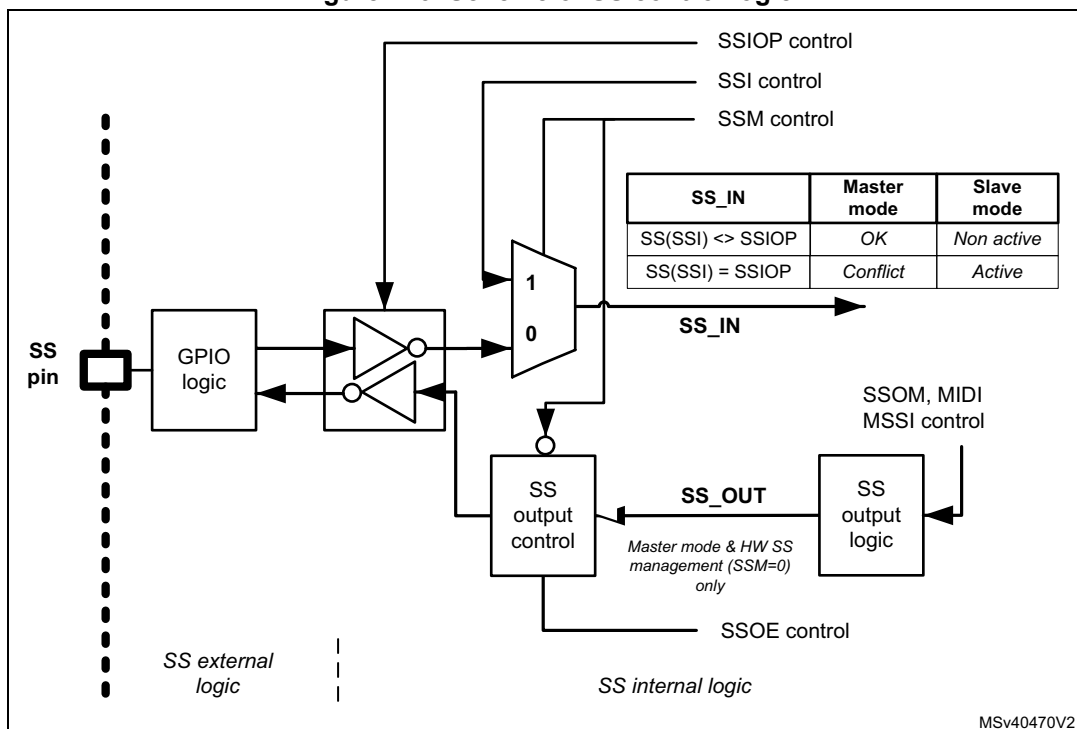 SSIOP control
SSI control
SSM control
SS_IN
Master
mode
Slave
mode
SS(SSI) <> SSIOP
OK
Non active
SS(SSI) = SSIOP
Conflict
Active
1
0
SS_IN
SS
pin
GPIO
logic
SSOM, MIDI
MSSI control
SS
output
control
SS_OUT
SS
output
logic
Master mode & HW SS
management (SSM=0)
only
SSOE control
SS external
logic
SS internal logic
MSv40470V2